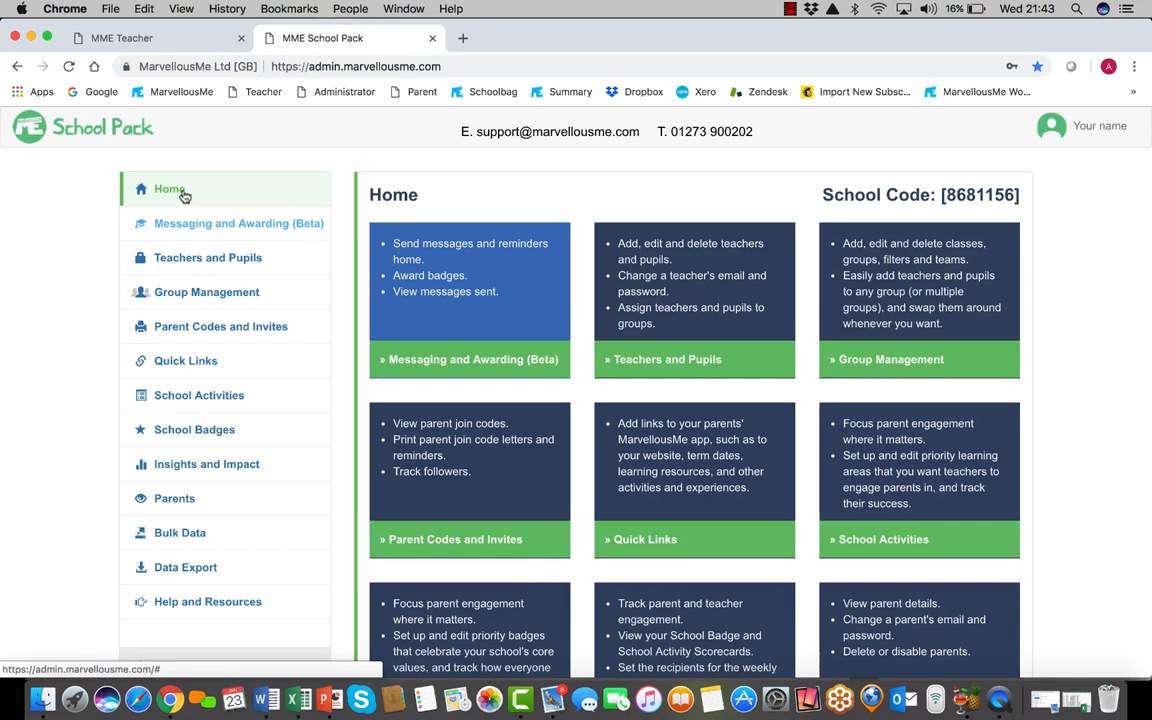 Chrome File Edit View History Bookmarks People Window Help 16% Wed 21:43
MME Teacher MME School Pack
MarvellousMe Ltd [GB] https://admin.marvellousme.com A
Apps Google MarvellousMe Teacher Administrator Parent Schoolbag Summary Dropbox Xero Zendesk Import New Subsc... MarvellousMe Wo... »
ME School Pack E. support@marvellousme.com T. 01273 900202 Your name
Home
Messaging and Awarding (Beta)
Teachers and Pupils
Group Management
Parent Codes and Invites
Quick Links
School Activities
School Badges
Insights and Impact
Parents
Bulk Data
Data Export
Help and Resources
Home School Code: [8681156]
• Send messages and reminders
home.
• Award badges.
• View messages sent.
» Messaging and Awarding (Beta)
• Add, edit and delete teachers
and pupils.
• Change a teacher's email and
password.
• Assign teachers and pupils to
groups.
» Teachers and Pupils
• Add, edit and delete classes,
groups, filters and teams.
• Easily add teachers and pupils
to any group (or multiple
groups), and swap them around
whenever you want.
» Group Management
• View parent join codes.
• Print parent join code letters and
reminders.
• Track followers.
» Parent Codes and Invites
• Add links to your parents'
MarvellousMe app, such as to
your website, term dates,
learning resources, and other
activities and experiences.
» Quick Links
• Focus parent engagement
where it matters.
• Set up and edit priority learning
areas that you want teachers to
engage parents in, and track
their success.
» School Activities
• Focus parent engagement
where it matters.
• Set up and edit priority badges
that celebrate your school's core
values, and track how everyone
• Track parent and teacher
engagement.
• View your School Badge and
School Activity Scorecards.
• Set the recipients for the weekly
• View parent details.
• Change a parent's email and
password.
• Delete or disable parents.
https://admin.marvellousme.com/#